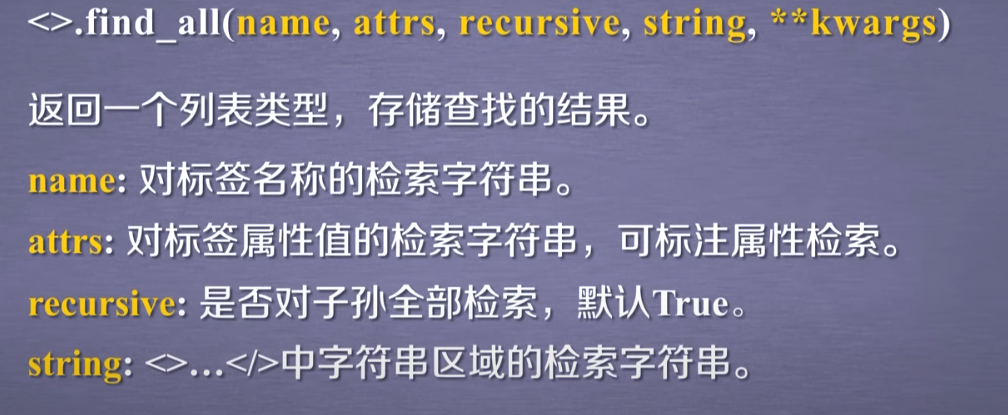 <>.find_all(name, attrs, recursive, string, **kwargs)
返回一个列表类型，存储查找的结果。
name: 对标签名称的检索字符串。
attrs: 对标签属性值的检索字符串，可标注属性检索。
recursive: 是否对子孙全部检索，默认True。
string: <>…</>中字符串区域的检索字符串。